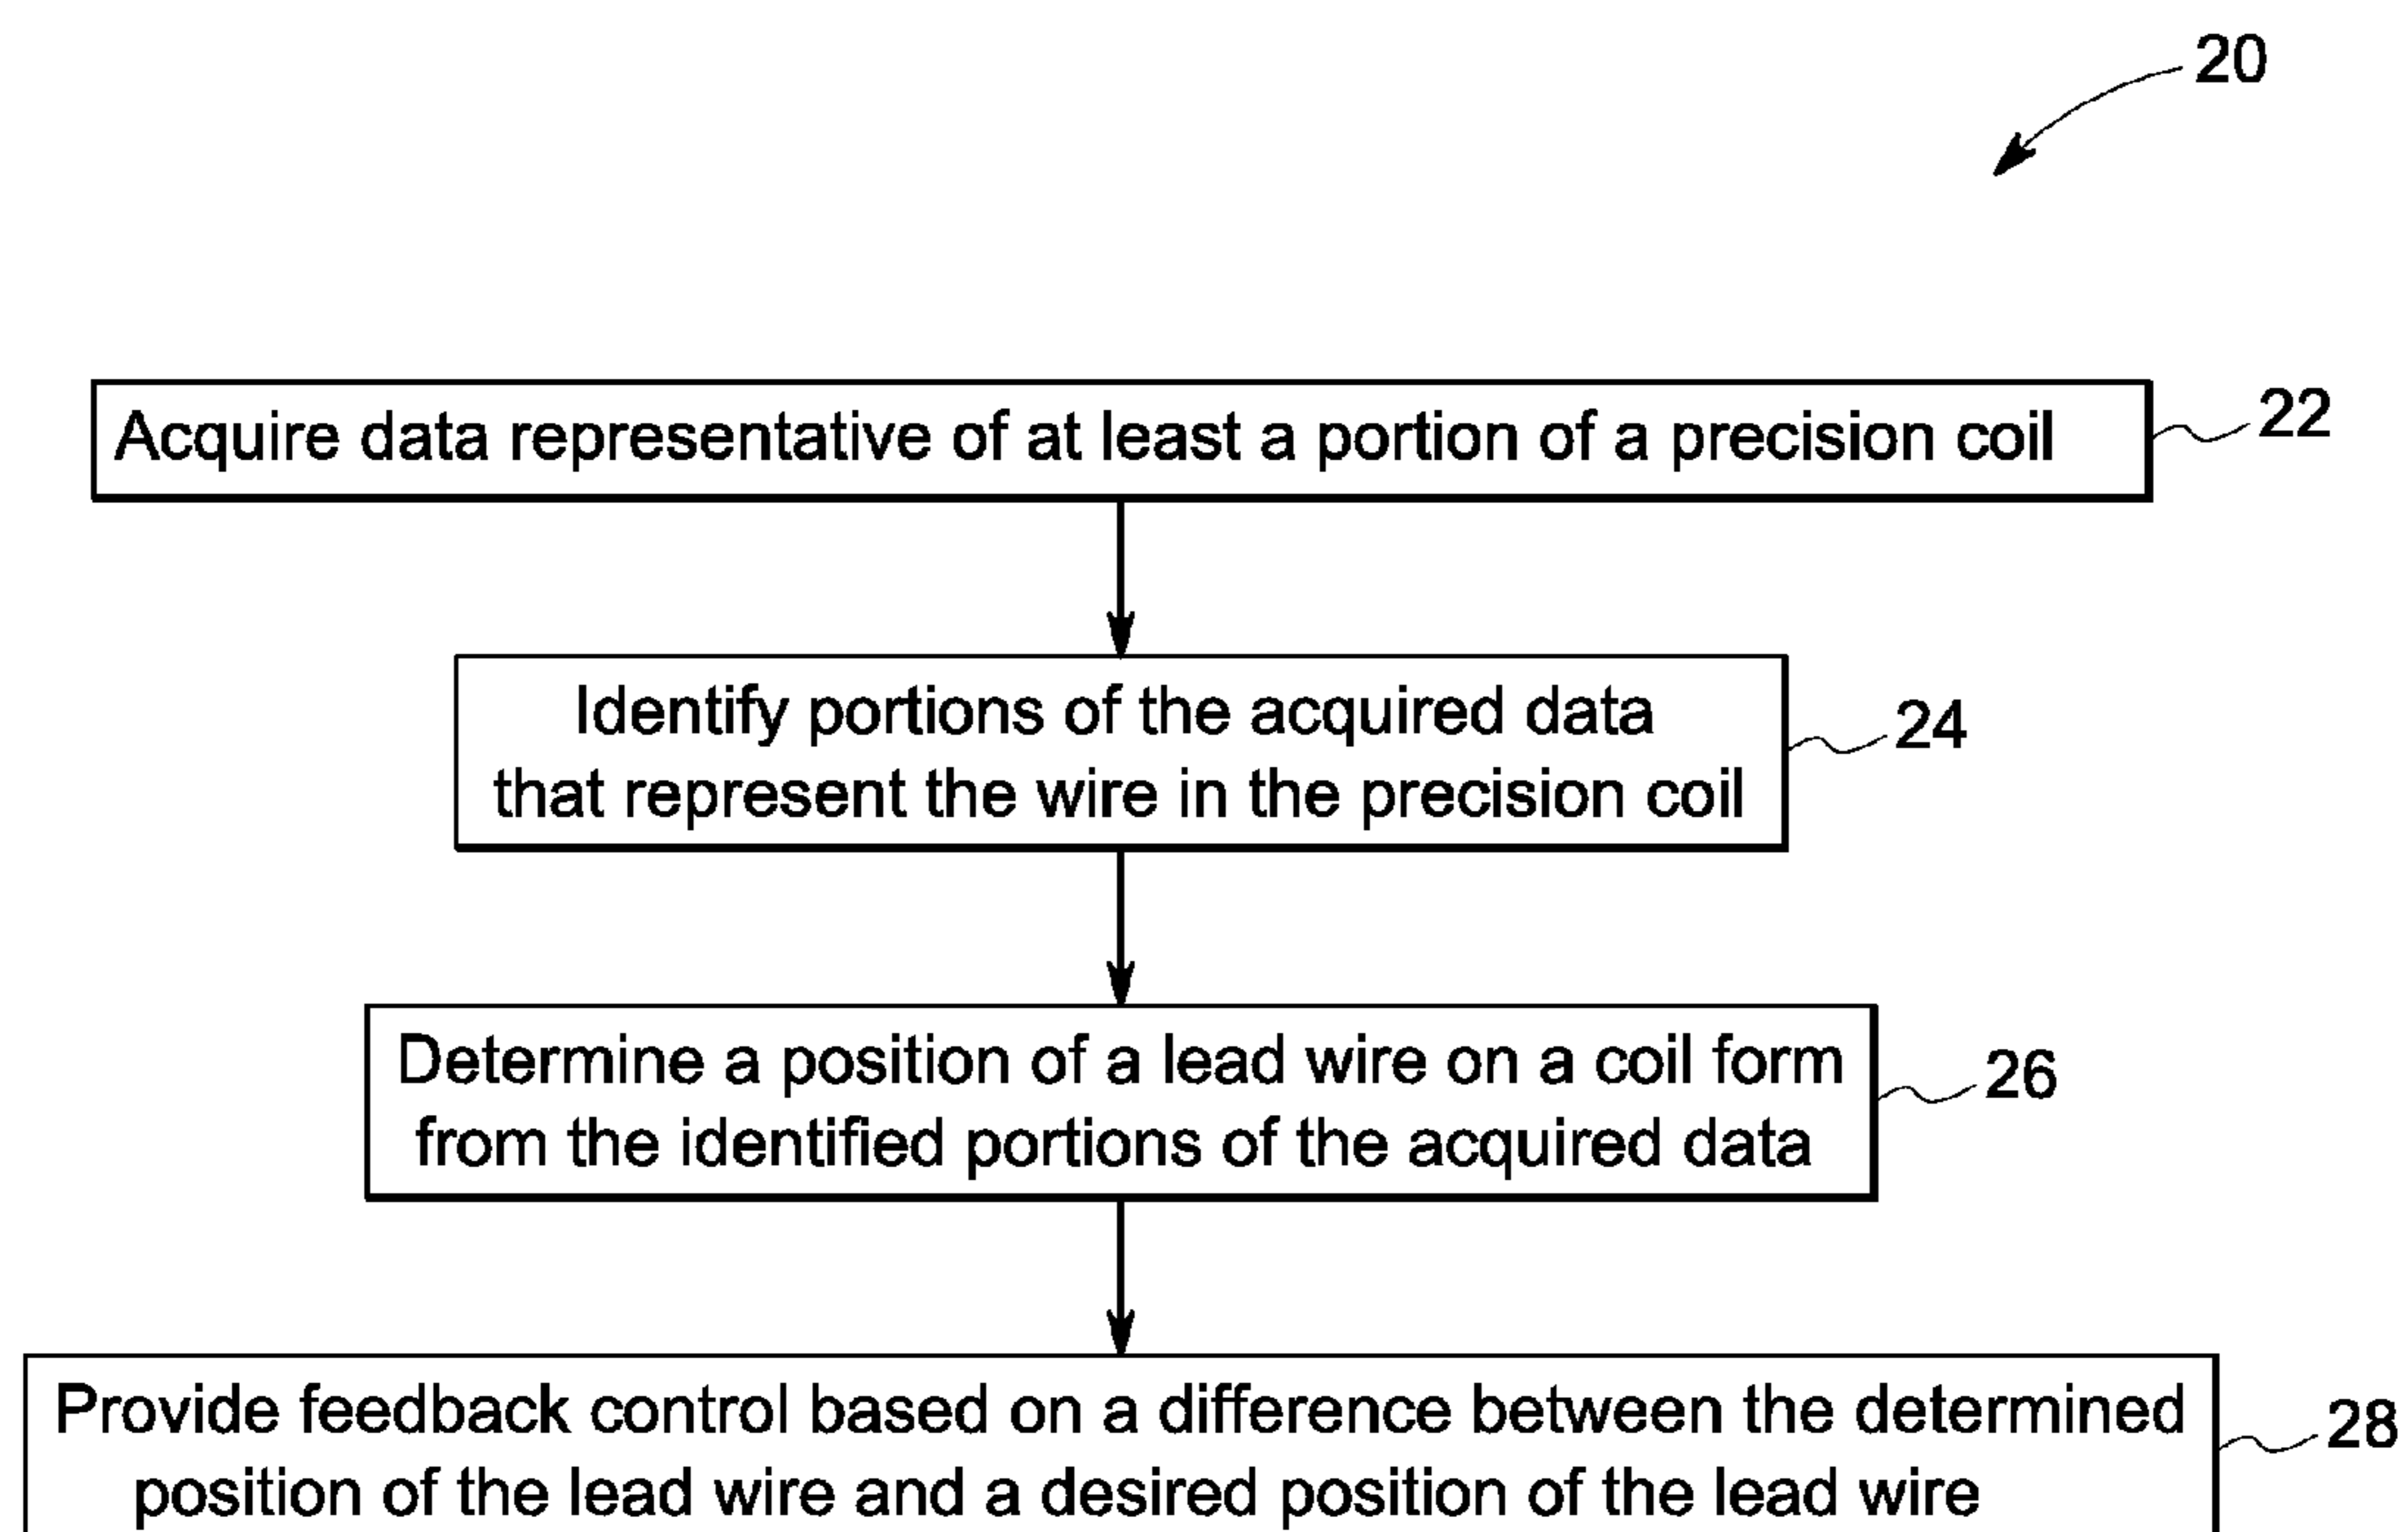 20
Acquire data representative of at least a portion of a precision coil
22
Identify portions of the acquired data
that represent the wire in the precision coil
24
Determine a position of a lead wire on a coil form
from the identified portions of the acquired data
26
Provide feedback control based on a difference between the determined
position of the lead wire and a desired position of the lead wire
28